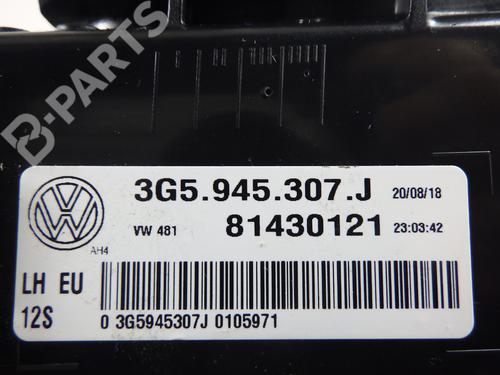 B-PARTS
3G5.945.307.J 20/08/18
VW 481 81430121 23:03:42
AH4
LH EU
12S
0 3G5945307J 0105971